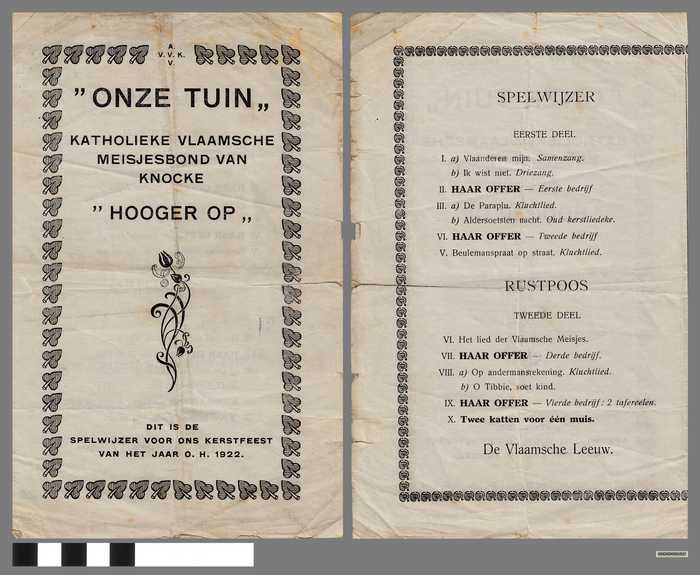 A.
V. V. K.
V.
" ONZE TUIN „
KATHOLIEKE VLAAMSCHE
MEISJESBOND VAN
KNOCKE
" HOOGER OP „
DIT IS DE
SPELWIJZER VOOR ONS KERSTFEEST
VAN HET JAAR O. H. 1922.
SPELWIJZER
EERSTE DEEL
I. a) Vlaanderen mijn. Samenzang.
b) Ik wist niet. Driezang.
II. HAAR OFFER — Eerste bedrijf
III. a) De Paraplu. Kluchtlied.
b) Aldersoetsten nacht. Oud kerstliedeke.
VI. HAAR OFFER — Tweede bedrijf
V. Beulemanspraat op straat. Kluchtlied.
RUSTPOOS
TWEEDE DEEL
VI. Het lied der Vlaamsche Meisjes.
VII. HAAR OFFER — Derde bedrijf.
VIII. a) Op andermansrekening. Kluchtlied.
b) O Tibbie, soet kind.
IX. HAAR OFFER — Vierde bedrijf: 2 tafereelen.
X. Twee katten voor één muis.
De Vlaamsche Leeuw.